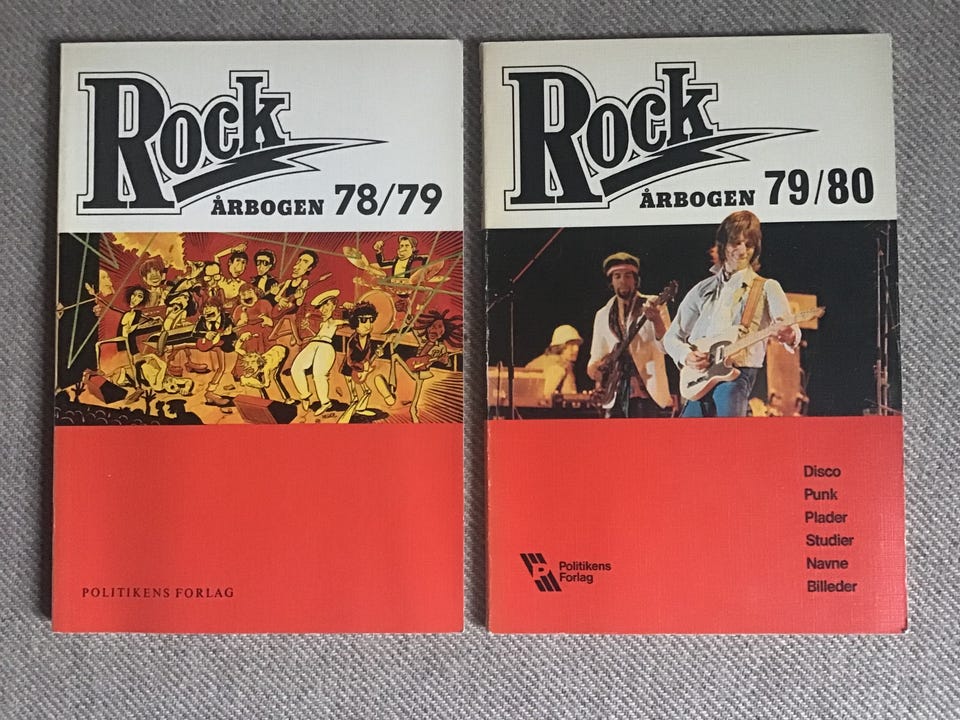 Rock
ÅRBOGEN 78/79
POLITIKENS FORLAG
Rock
ÅRBOGEN 79/80
Disco
Punk
Plader
Studier
Navne
Billeder
P
Politikens
Forlag